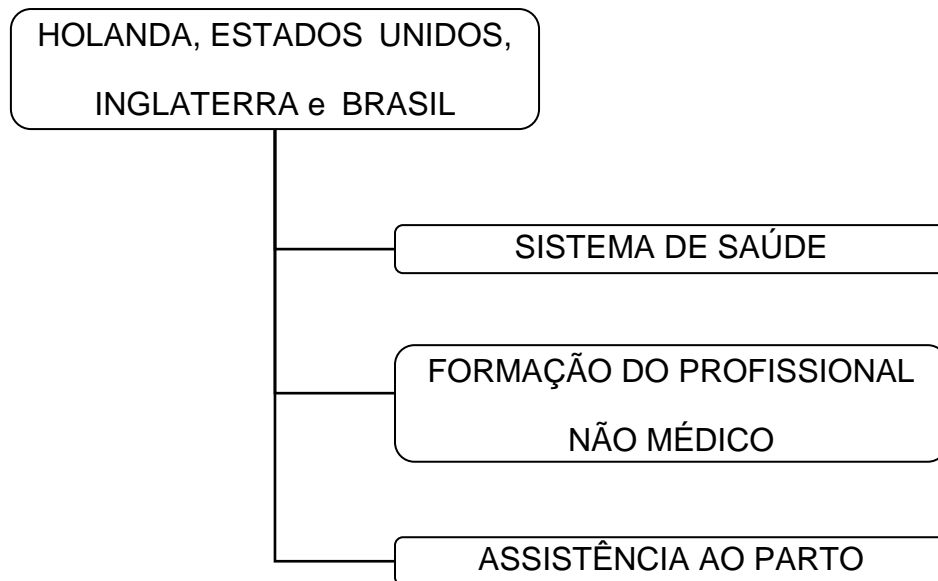 HOLANDA, ESTADOS UNIDOS,
INGLATERRA e BRASIL
SISTEMA DE SAÚDE
FORMAÇÃO DO PROFISSIONAL
NÃO MÉDICO
ASSISTÊNCIA AO PARTO